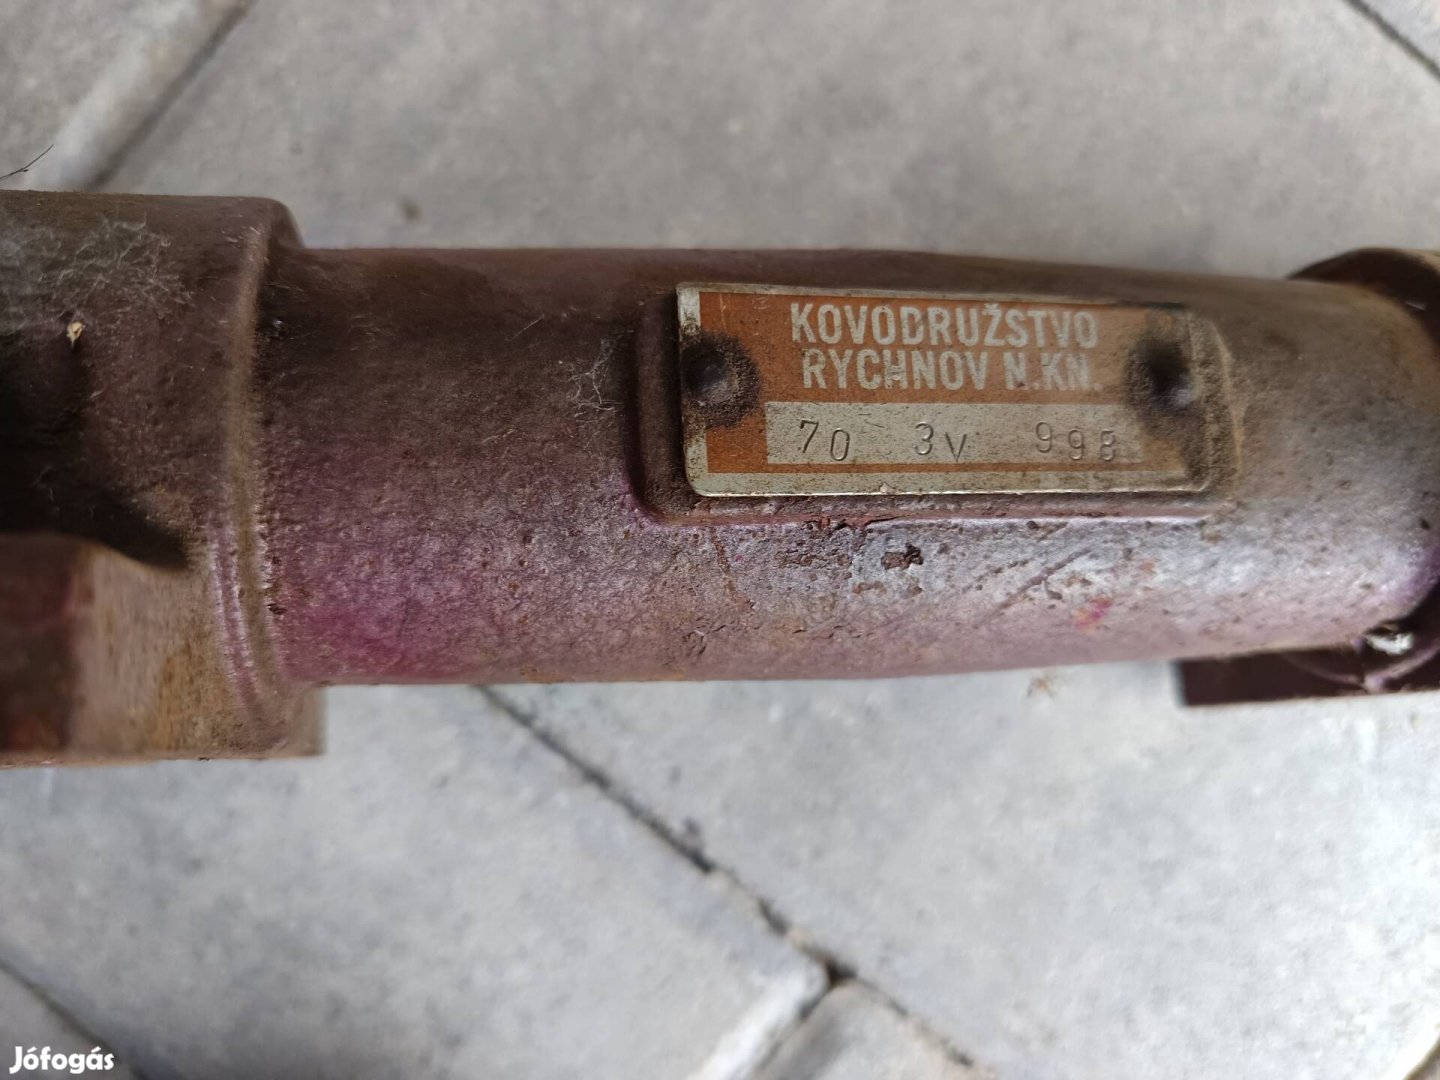 KOVODRUŽSTVO
RYCHNOV N.KN.
70 3V 998
Jófogás